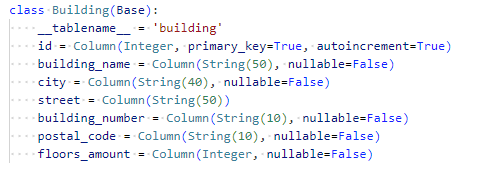 class Building(Base):
    __tablename__ = 'building'
    id = Column(Integer, primary_key=True, autoincrement=True)
    building_name = Column(String(50), nullable=False)
    city = Column(String(40), nullable=False)
    street = Column(String(50))
    building_number = Column(String(10), nullable=False)
    postal_code = Column(String(10), nullable=False)
    floors_amount = Column(Integer, nullable=False)